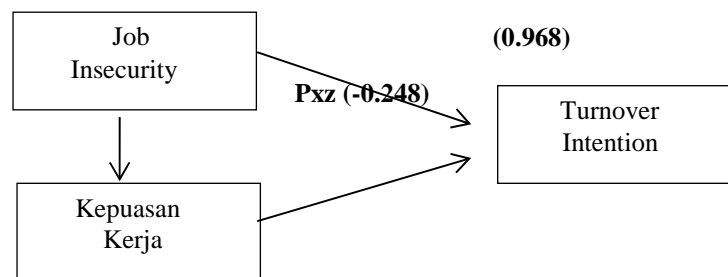 Job
Insecurity
(0.968)
Pxz (-0.248)
Turnover
Intention
Kepuasan
Kerja